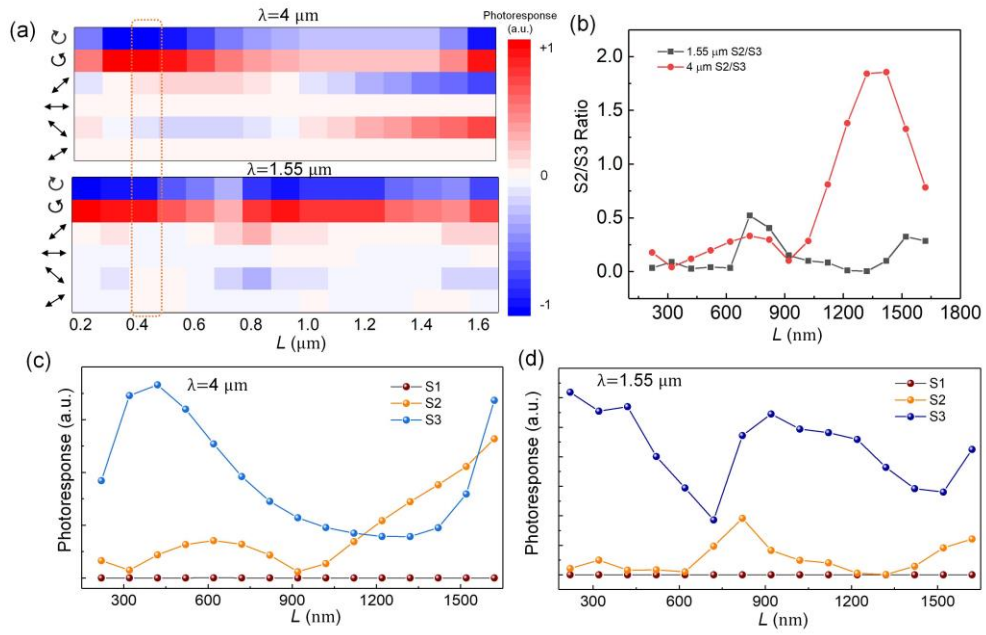 (a)
λ=4 μm
Photoresponse
(a.u.)
+1
0
-1
λ=1.55 μm
0.2 0.4 0.6 0.8 1.0 1.2 1.4 1.6
L (μm)
(b)
1.55 μm S2/S3
4 μm S2/S3
S2/S3 Ratio
2.0
1.5
1.0
0.5
0.0
300 600 900 1200 1500 1800
L (nm)
(c)
λ=4 μm
S1
S2
S3
Photoresponse (a.u.)
300 600 900 1200 1500
L (nm)
(d)
λ=1.55 μm
S1
S2
S3
Photoresponse (a.u.)
300 600 900 1200 1500
L (nm)